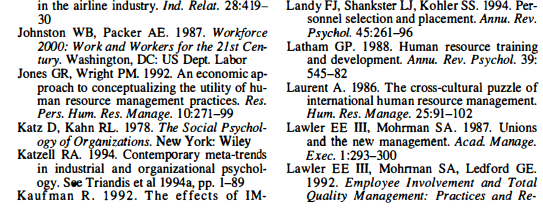 in the airline industry. Ind. Relat. 28:419–
30
Johnston WB, Packer AE. 1987. Workforce
2000: Work and Workers for the 21st Cen-
tury. Washington, DC: US Dept. Labor
Jones GR, Wright PM. 1992. An economic ap-
proach to conceptualizing the utility of hu-
man resource management practices. Res.
Pers. Hum. Res. Manage. 10:271–99
Katz D, Kahn RL. 1978. The Social Psychol-
ogy of Organizations. New York: Wiley
Katzell RA. 1994. Contemporary meta-trends
in industrial and organizational psychol-
ogy. See Triandis et al 1994a, pp. 1–89
Kaufman R. 1992. The effects of IM-
Landy FJ, Shankster LJ, Kohler SS. 1994. Per-
sonnel selection and placement. Annu. Rev.
Psychol. 45:261–96
Latham GP. 1988. Human resource training
and development. Annu. Rev. Psychol. 39:
545–82
Laurent A. 1986. The cross-cultural puzzle of
international human resource management.
Hum. Res. Manage. 25:91–102
Lawler EE III, Mohrman SA. 1987. Unions
and the new management. Acad. Manage.
Exec. 1:293–300
Lawler EE III, Mohrman SA, Ledford GE.
1992. Employee Involvement and Total
Quality Management: Practices and Re-